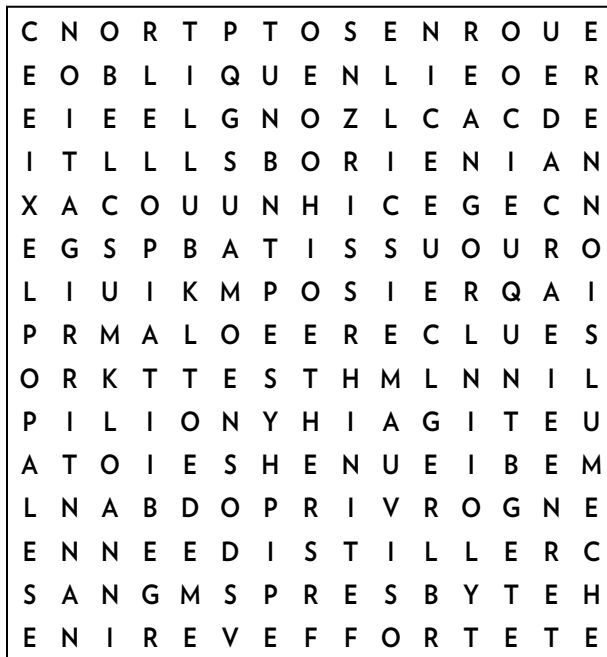 C N O R T P T O S E N R O U E
E O B L I Q U E N L I E O E R
E I E E L G N O Z L C A C D E
I T L L L S B O R I E N I A N
X A C O U U N H I C E G E C N
E G S P B A T I S S U O U R O
L I U I K M P O S I E R Q A I
P R M A L O E E R E C L U E S
O R K T T E S T H M L N N I L
P I L I O N Y H I A G I T E U
A T O I E S H E N U E I B E M
L N A B D O P R I V R O G N E
E N N E E D I S T I L L E R C
S A N G M S P R E S B Y T E H
E N I R E V E F F O R T E T E